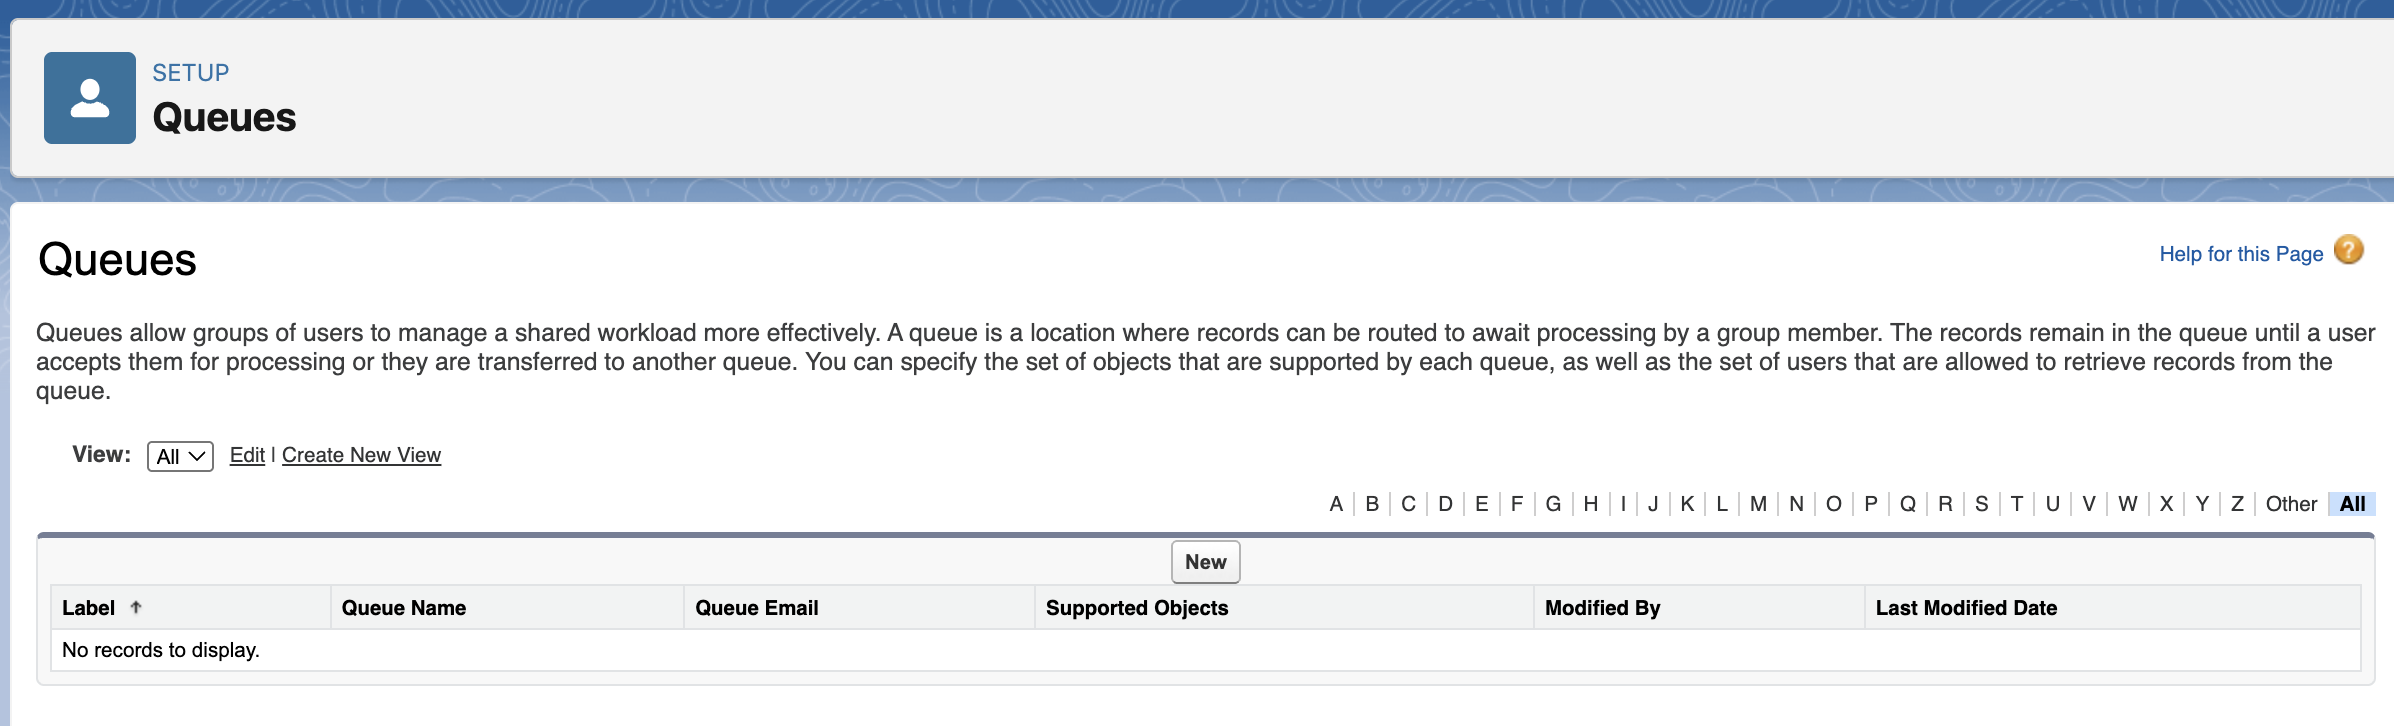 SETUP
Queues
Queues
Help for this Page ?
Queues allow groups of users to manage a shared workload more effectively. A queue is a location where records can be routed to await processing by a group member. The records remain in the queue until a user
accepts them for processing or they are transferred to another queue. You can specify the set of objects that are supported by each queue, as well as the set of users that are allowed to retrieve records from the
queue.
View: All Edit | Create New View
A | B | C | D | E | F | G | H | I | J | K | L | M | N | O | P | Q | R | S | T | U | V | W | X | Y | Z | Other | All
New
Label ↑ Queue Name Queue Email Supported Objects Modified By Last Modified Date
No records to display.